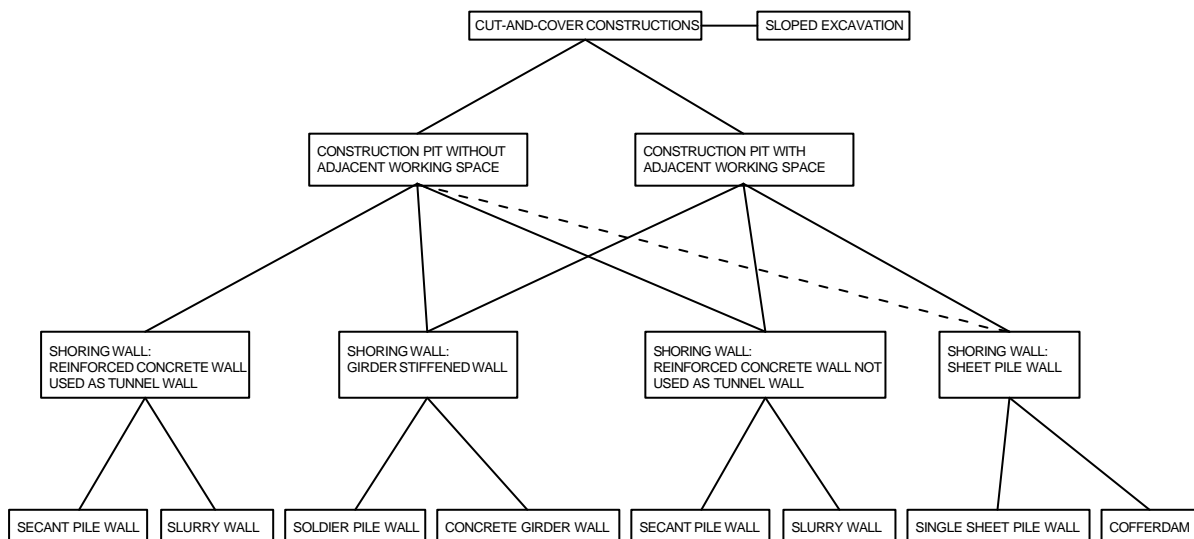 CUT-AND-COVER CONSTRUCTIONS
SLOPED EXCAVATION
CONSTRUCTION PIT WITHOUT
ADJACENT WORKING SPACE
CONSTRUCTION PIT WITH
ADJACENT WORKING SPACE
SHORING WALL:
REINFORCED CONCRETE WALL
USED AS TUNNEL WALL
SHORING WALL:
GIRDER STIFFENED WALL
SHORING WALL:
REINFORCED CONCRETE WALL NOT
USED AS TUNNEL WALL
SHORING WALL:
SHEET PILE WALL
SECANT PILE WALL
SLURRY WALL
SOLDIER PILE WALL
CONCRETE GIRDER WALL
SECANT PILE WALL
SLURRY WALL
SINGLE SHEET PILE WALL
COFFERDAM